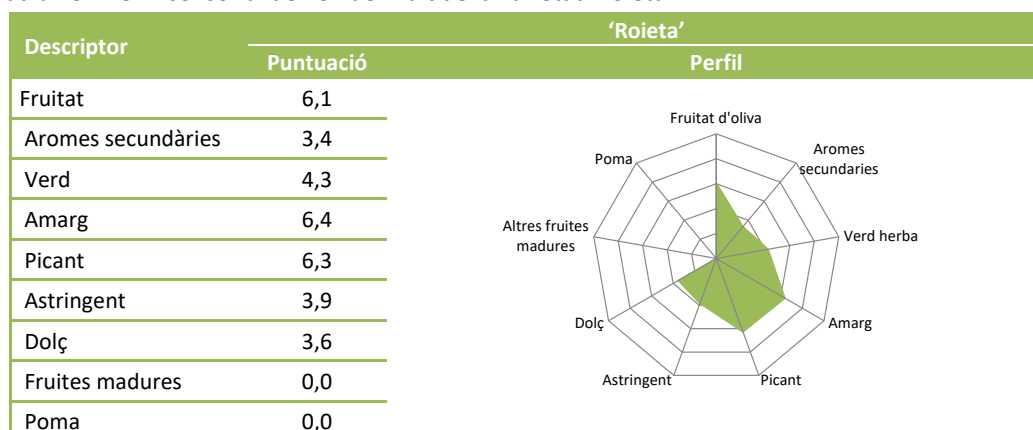 Descriptor
'Roieta'
Puntuació
Perfil
Fruitat 6,1
Aromes secundàries 3,4
Verd 4,3
Amarg 6,4
Picant 6,3
Astringent 3,9
Dolç 3,6
Fruites madures 0,0
Poma 0,0
Fruitat d'oliva
Aromes
secundaries
Verd herba
Amarg
Picant
Astringent
Dolç
Altres fruites
madures
Poma